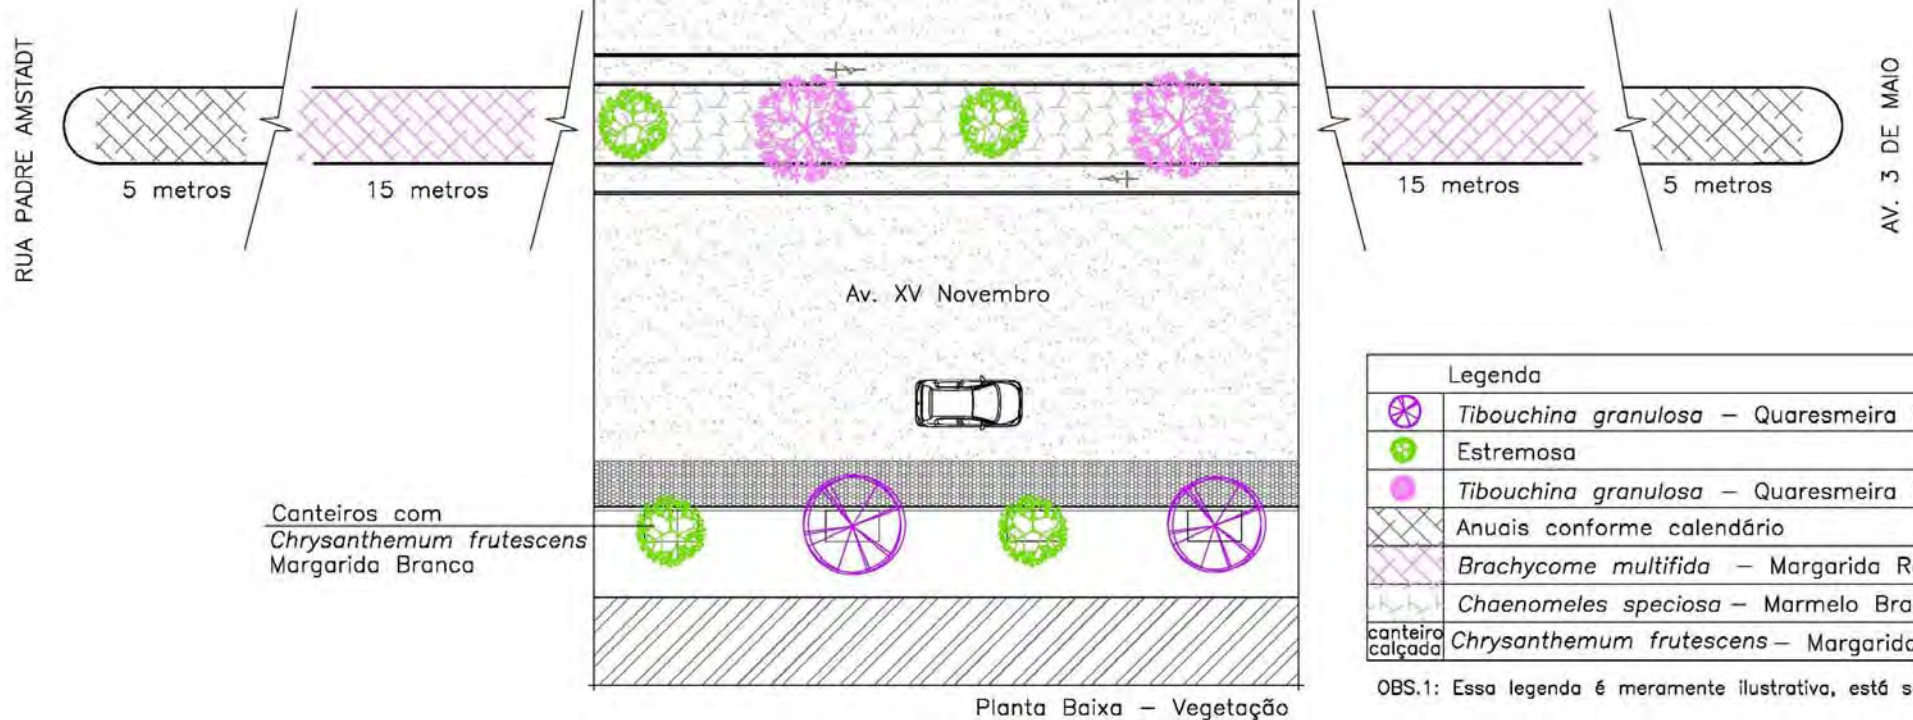 RUA PADRE AMSTADT
5 metros
15 metros
15 metros
5 metros
AV. 3 DE MAIO
Av. XV Novembro
Canteiros com
Chrysanthemum frutescens
Margarida Branca
Legenda
Tibouchina granulosa – Quaresmeira
Estremosa
Tibouchina granulosa – Quaresmeira
Anuais conforme calendário
Brachycome multifida – Margarida
Chaenomeles speciosa – Marmelo
canteiro
calçada
Chrysanthemum frutescens – Margarida
OBS.1: Essa legenda é meramente ilustrativa, está
Planta Baixa – Vegetação